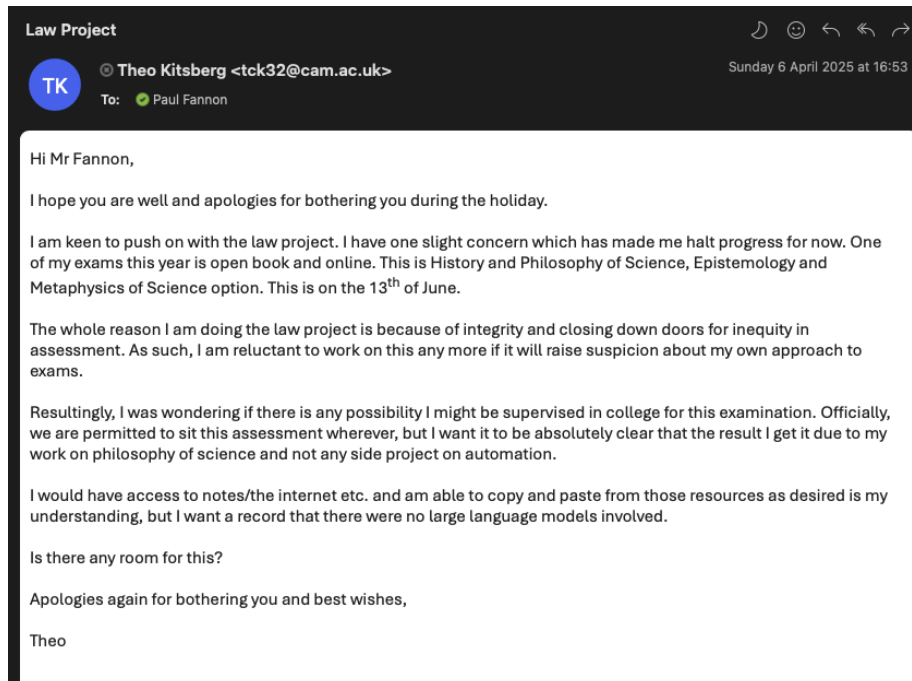 Law Project
TK
Theo Kitsberg <tck32@cam.ac.uk>
Sunday 6 April 2025 at 16:53
To: Paul Fannon
Hi Mr Fannon,
I hope you are well and apologies for bothering you during the holiday.
I am keen to push on with the law project. I have one slight concern which has made me halt progress for now. One
of my exams this year is open book and online. This is History and Philosophy of Science, Epistemology and
Metaphysics of Science option. This is on the 13th of June.
The whole reason I am doing the law project is because of integrity and closing down doors for inequity in
assessment. As such, I am reluctant to work on this any more if it will raise suspicion about my own approach to
exams.
Resultingly, I was wondering if there is any possibility I might be supervised in college for this examination. Officially,
we are permitted to sit this assessment wherever, but I want it to be absolutely clear that the result I get it due to my
work on philosophy of science and not any side project on automation.
I would have access to notes/the internet etc. and am able to copy and paste from those resources as desired is my
understanding, but I want a record that there were no large language models involved.
Is there any room for this?
Apologies again for bothering you and best wishes,
Theo